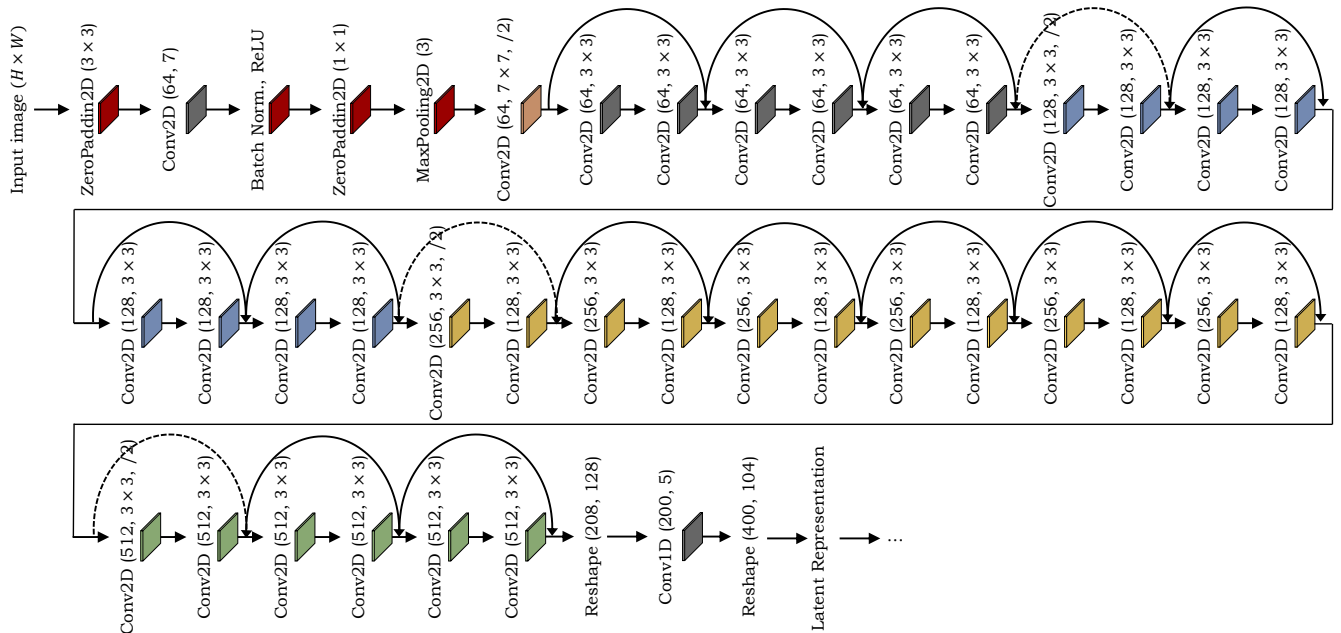 Input image (H × W)
ZeroPaddin2D (3 × 3)
Conv2D (64, 7)
Batch Norm., ReLU
ZeroPaddin2D (1 × 1)
MaxPooling2D (3)
Conv2D (64, 7 × 7, /2)
Conv2D (64, 3 × 3)
Conv2D (64, 3 × 3)
Conv2D (64, 3 × 3)
Conv2D (64, 3 × 3)
Conv2D (64, 3 × 3)
Conv2D (64, 3 × 3)
Conv2D (128, 3 × 3, /2)
Conv2D (128, 3 × 3)
Conv2D (128, 3 × 3)
Conv2D (128, 3 × 3)
Conv2D (128, 3 × 3)
Conv2D (128, 3 × 3)
Conv2D (128, 3 × 3)
Conv2D (128, 3 × 3)
Conv2D (256, 3 × 3, /2)
Conv2D (128, 3 × 3)
Conv2D (256, 3 × 3)
Conv2D (128, 3 × 3)
Conv2D (256, 3 × 3)
Conv2D (128, 3 × 3)
Conv2D (256, 3 × 3)
Conv2D (128, 3 × 3)
Conv2D (256, 3 × 3)
Conv2D (128, 3 × 3)
Conv2D (256, 3 × 3)
Conv2D (128, 3 × 3)
Conv2D (512, 3 × 3, /2)
Conv2D (512, 3 × 3)
Conv2D (512, 3 × 3)
Conv2D (512, 3 × 3)
Conv2D (512, 3 × 3)
Conv2D (512, 3 × 3)
Reshape (208, 128)
Conv1D (200, 5)
Reshape (400, 104)
Latent Representation
...